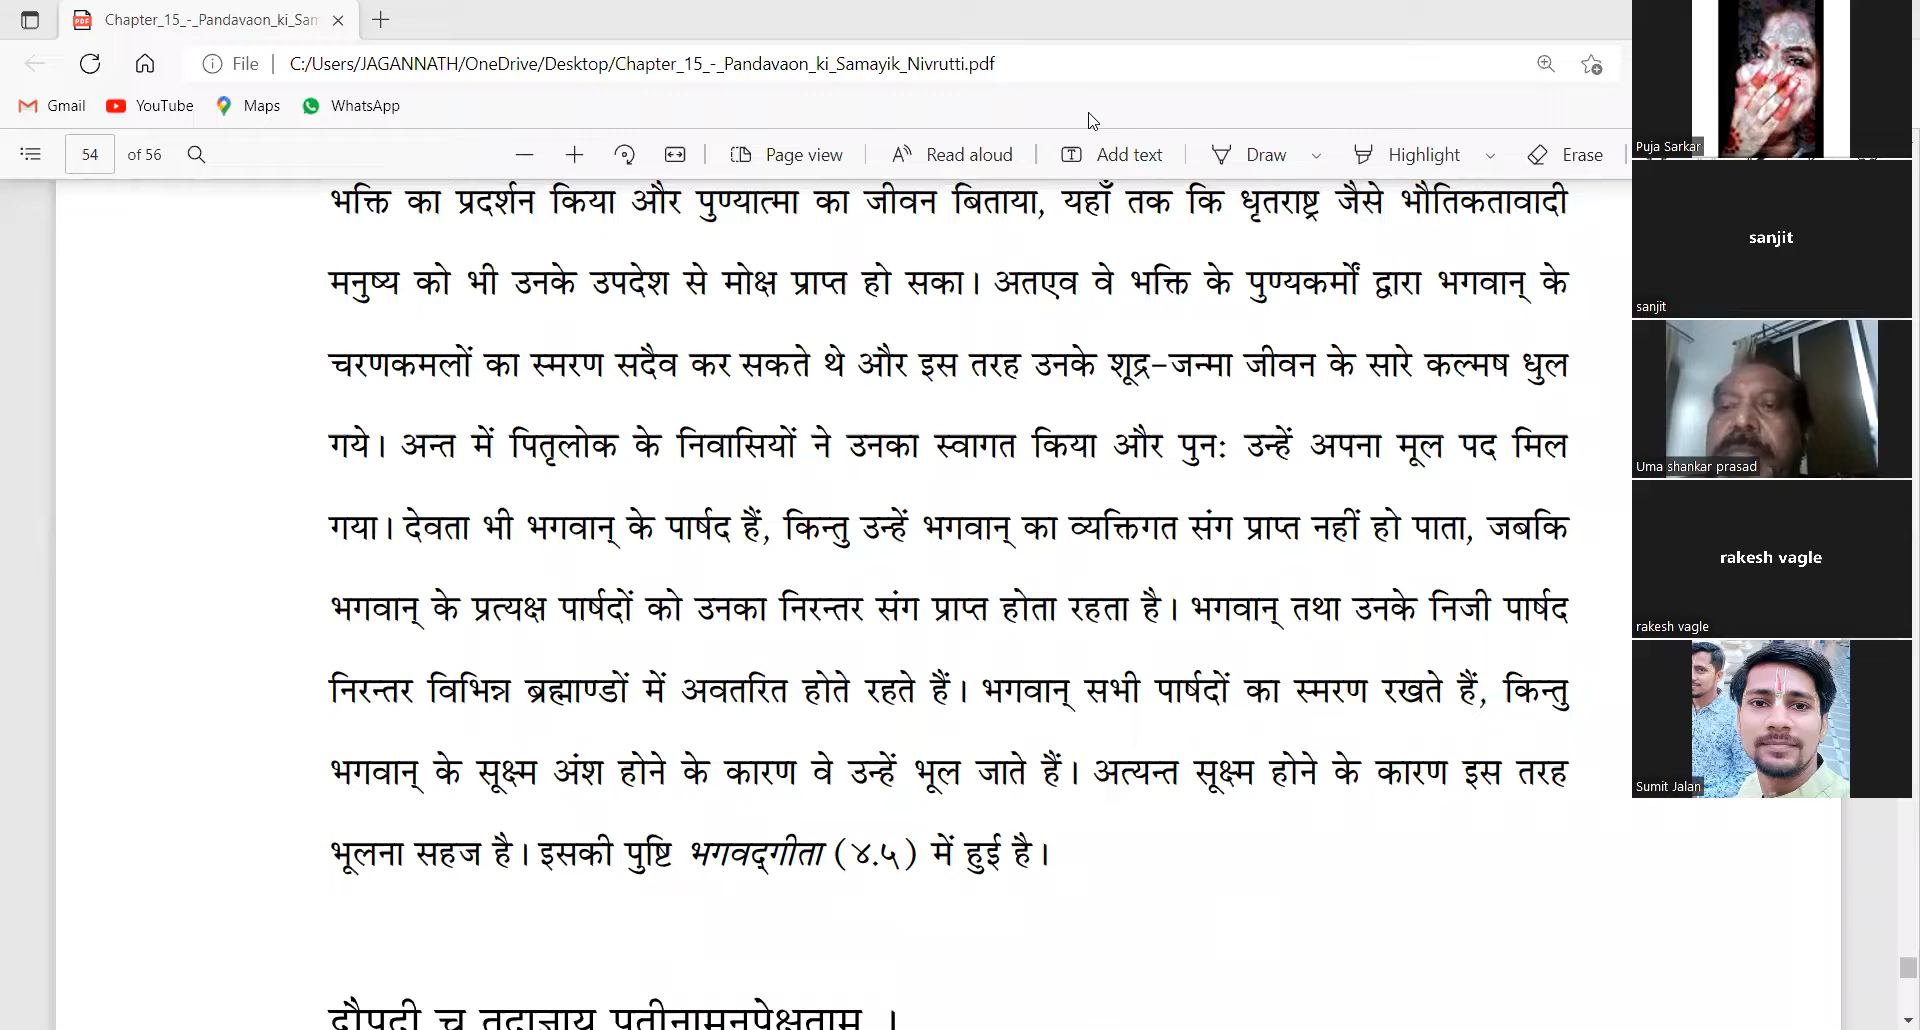 Chapter_15_-_Pandavaon_ki_Sam
File
C:/Users/JAGANNATH/OneDrive/Desktop/Chapter_15_-_Pandavaon_ki_Samayik_Nivrutti.pdf
Gmail YouTube Maps WhatsApp
54 of 56 Page view Read aloud Add text Draw Highlight Erase
भक्ति का प्रदर्शन किया और पुण्यात्मा का जीवन बिताया, यहाँ तक कि धृतराष्ट्र जैसे भौतिकतावादी
मनुष्य को भी उनके उपदेश से मोक्ष प्राप्त हो सका। अतएव वे भक्ति के पुण्यकर्मों द्वारा भगवान् के
चरणकमलों का स्मरण सदैव कर सकते थे और इस तरह उनके शूद्र-जन्मा जीवन के सारे कल्मष धुल
गये। अन्त में पितृलोक के निवासियों ने उनका स्वागत किया और पुन: उन्हें अपना मूल पद मिल
गया। देवता भी भगवान् के पार्षद हैं, किन्तु उन्हें भगवान् का व्यक्तिगत संग प्राप्त नहीं हो पाता, जबकि
भगवान् के प्रत्यक्ष पार्षदों को उनका निरन्तर संग प्राप्त होता रहता है। भगवान् तथा उनके निजी पार्षद
निरन्तर विभिन्न ब्रह्माण्डों में अवतरित होते रहते हैं। भगवान् सभी पार्षदों का स्मरण रखते हैं, किन्तु
भगवान् के सूक्ष्म अंश होने के कारण वे उन्हें भूल जाते हैं। अत्यन्त सूक्ष्म होने के कारण इस तरह
भूलना सहज है। इसकी पुष्टि भगवद्‌गीता (४.५) में हुई है।
द्रौपदी च तदाज्ञाय पतीनामनपेक्षताम् ।
Puja Sarkar
sanjit
sanjit
Uma shankar prasad
rakesh vagle
rakesh vagle
Sumit Jalan